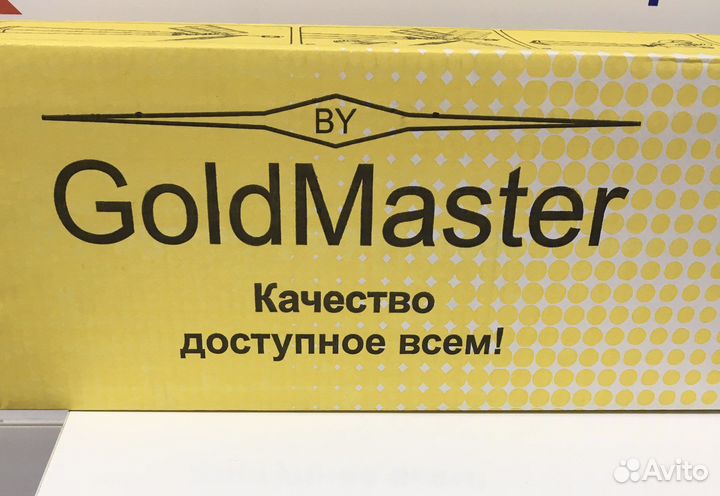 BY
GoldMaster
Качество
доступное всем!
Avito